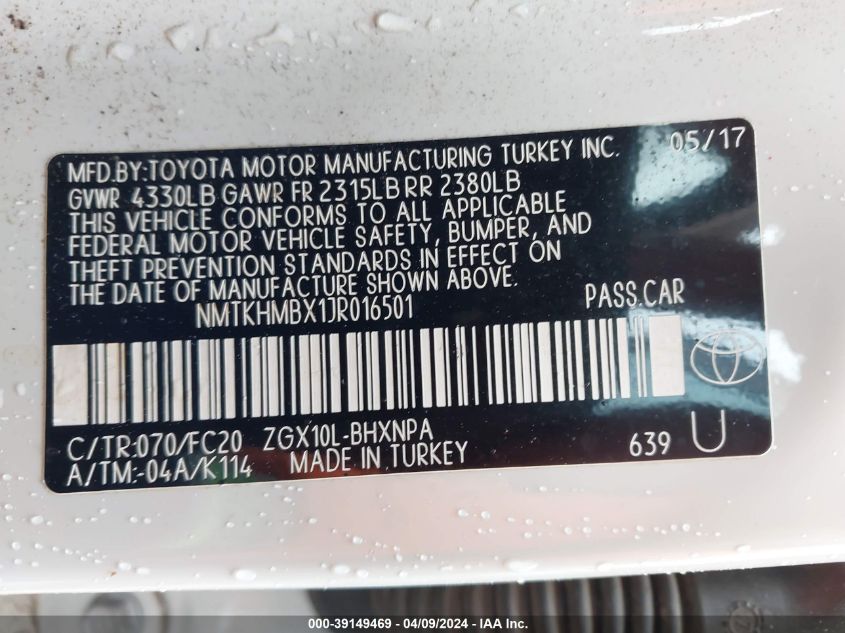 MFD.BY:TOYOTA MOTOR MANUFACTURING TURKEY INC. 05/17
GVWR 4330LB GAWR FR 2315LB RR 2380LB
THIS VEHICLE CONFORMS TO ALL APPLICABLE
FEDERAL MOTOR VEHICLE SAFETY, BUMPER, AND
THEFT PREVENTION STANDARDS IN EFFECT ON
THE DATE OF MANUFACTURE SHOWN ABOVE.
NMTKHMBX1JR016501 PASS.CAR
C/TR:070/FC20 ZGX10L-BHXNPA
A/TM:-04A/K114 MADE IN TURKEY 639 U
000-39149469 - 04/09/2024 - IAA Inc.